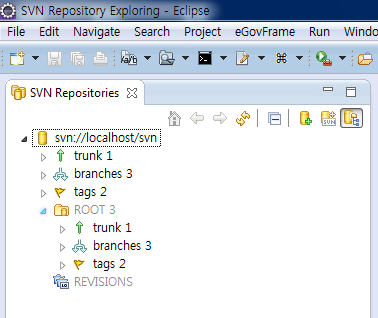 SVN Repository Exploring - Eclipse
File Edit Navigate Search Project eGovFrame Run Windo
SVN Repositories
SVN
svn://localhost/svn
trunk 1
branches 3
tags 2
ROOT 3
trunk 1
branches 3
tags 2
REVISIONS